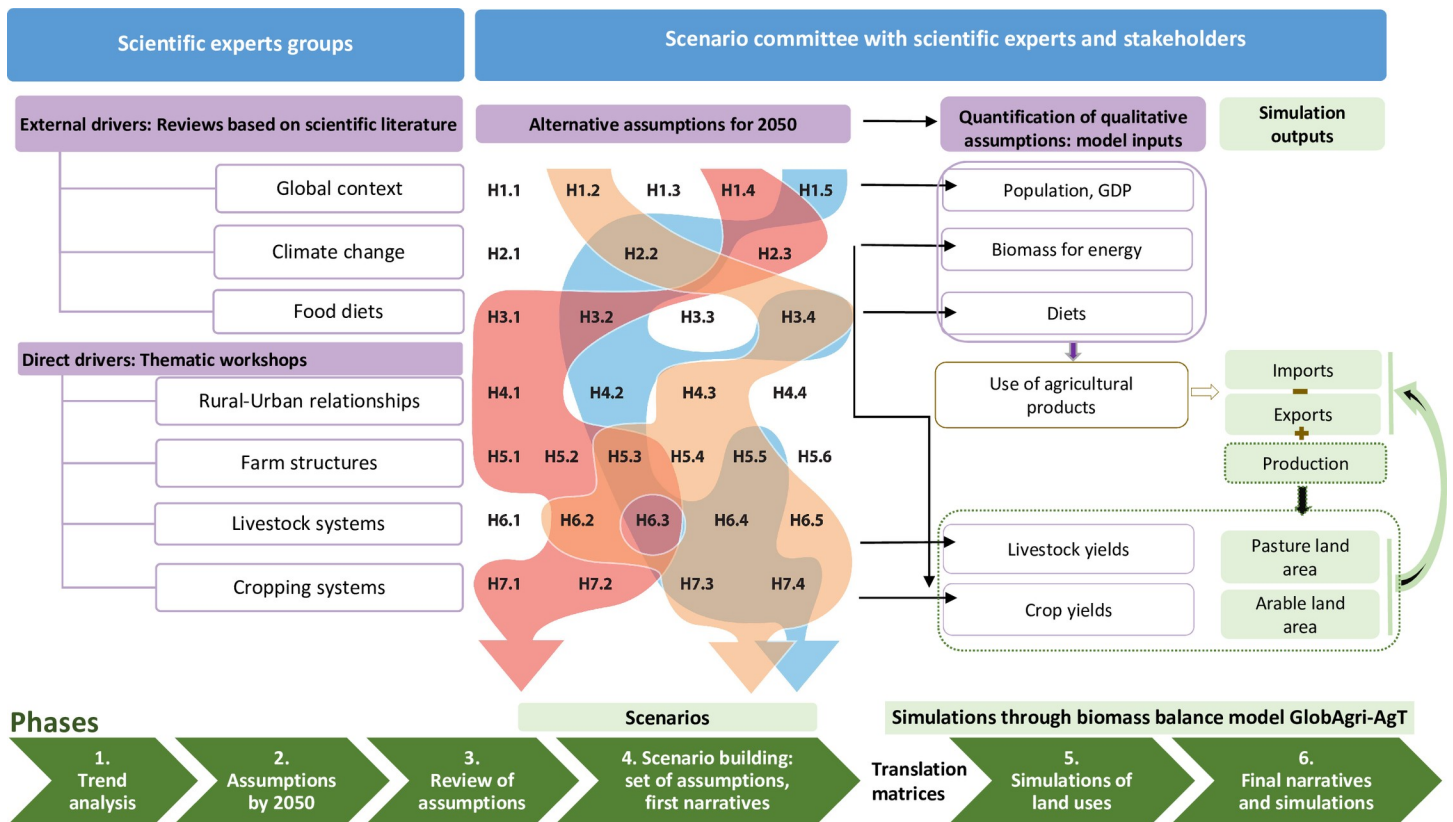 Scientific experts groups
Scenario committee with scientific experts and stakeholders
External drivers: Reviews based on scientific literature
Alternative assumptions for 2050
Quantification of qualitative
assumptions: model inputs
Simulation
outputs
Global context
H1.1 H1.2 H1.3 H1.4 H1.5
Population, GDP
Climate change
H2.1 H2.2 H2.3
Biomass for energy
Food diets
H3.1 H3.2 H3.3 H3.4
Diets
Direct drivers: Thematic workshops
Rural-Urban relationships
H4.1 H4.2 H4.3 H4.4
Use of agricultural
products
Imports
Exports
Farm structures
H5.1 H5.2 H5.3 H5.4 H5.5 H5.6
Production
Livestock systems
H6.1 H6.2 H6.3 H6.4 H6.5
Livestock yields
Pasture land
area
Cropping systems
H7.1 H7.2 H7.3 H7.4
Crop yields
Arable land
area
Phases
Scenarios
Simulations through biomass balance model GlobAgri-AgT
1.
Trend
analysis
2.
Assumptions
by 2050
3.
Review of
assumptions
4. Scenario building:
set of assumptions,
first narratives
Translation
matrices
5.
Simulations of
land uses
6.
Final narratives
and simulations